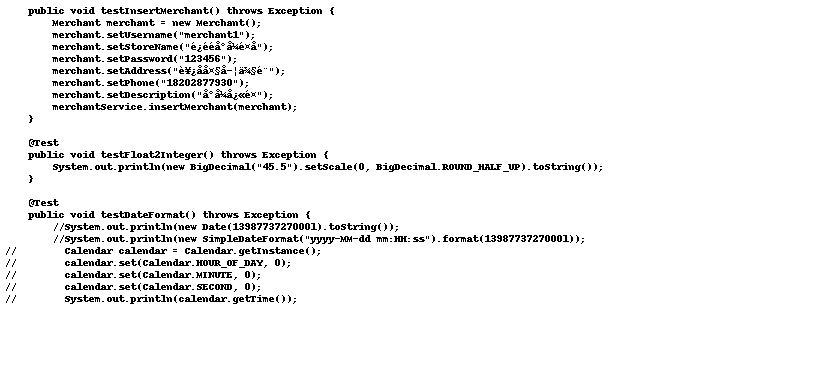 public void testInsertMerchant() throws Exception {
Merchant merchant = new Merchant();
merchant.setUsername("merchant1");
merchant.setStoreName("é¿éé­å°å¼é¤å");
merchant.setPassword("123456");
merchant.setAddress("è¥¿åå¤§å­¦ä¾§é¨");
merchant.setPhone("18202877930");
merchant.setDescription("å°å¼å¿«é¤");
merchantService.insertMerchant(merchant);
}
@Test
public void testFloat2Integer() throws Exception {
System.out.println(new BigDecimal("45.5").setScale(0, BigDecimal.ROUND_HALF_UP).toString());
}
@Test
public void testDateFormat() throws Exception {
//System.out.println(new Date(1398773727000l).toString());
//System.out.println(new SimpleDateFormat("yyyy-MM-dd mm:HH:ss").format(1398773727000l));
// Calendar calendar = Calendar.getInstance();
// calendar.set(Calendar.HOUR_OF_DAY, 0);
// calendar.set(Calendar.MINUTE, 0);
// calendar.set(Calendar.SECOND, 0);
// System.out.println(calendar.getTime());